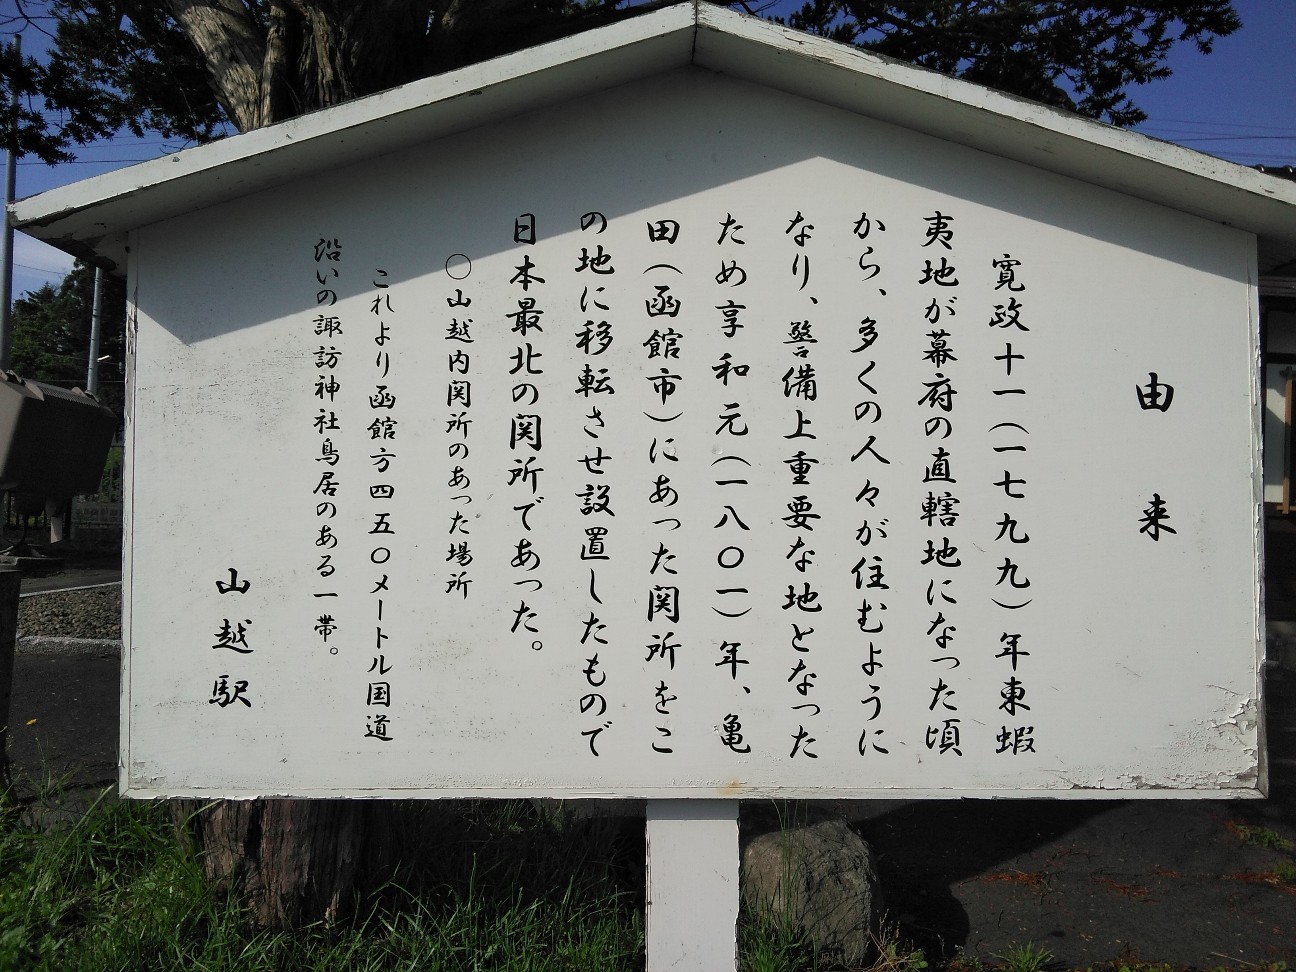 由来
寛政十一(一七九九)年東蝦
夷地が幕府の直轄地になった頃
から、多くの人々が住むように
なり、警備上重要な地となった
ため享和元(一八〇一)年、亀
田(函館市)にあった関所をこ
の地に移転させ設置したもので
日本最北の関所であった。
〇山越内関所のあった場所
これより函館方四五〇メートル国道
沿いの諏訪神社鳥居のある一帯。
山越駅